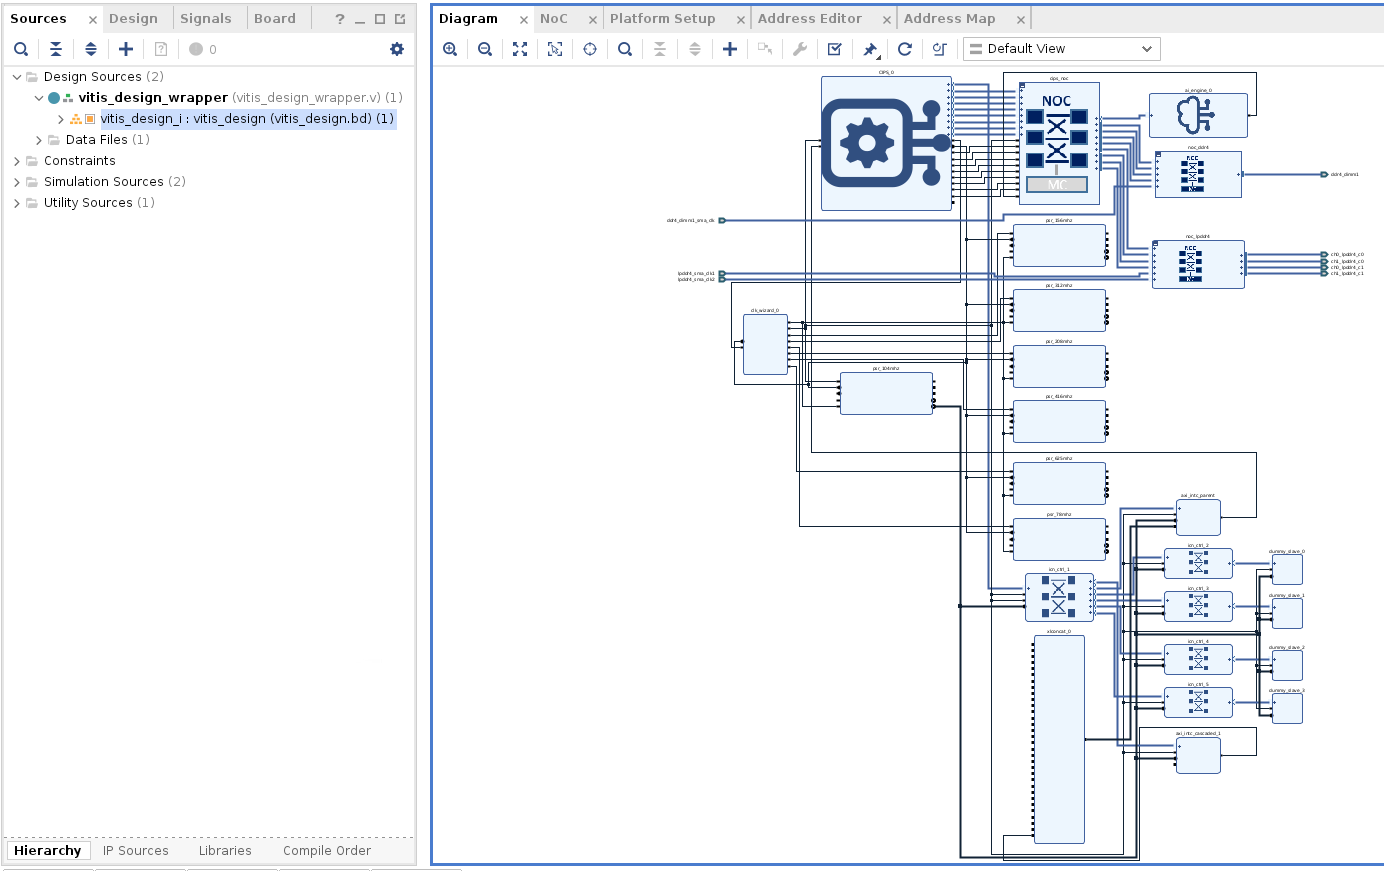 Sources
Design
Signals
Board
?
0
Design Sources (2)
vitis_design_wrapper (vitis_design_wrapper.v) (1)
vitis_design_i : vitis_design (vitis_design.bd) (1)
Data Files (1)
Constraints
Simulation Sources (2)
Utility Sources (1)
Hierarchy
IP Sources
Libraries
Compile Order
Diagram
NoC
Platform Setup
Address Editor
Address Map
Default View
CIPS_0
cips_noc
NOC
MC
ai_engine_0
noc_ddr4
NOC
ddr4_dimm1
ddr4_dimm1_sma_clk
psr_156mhz
noc_lpddr4
NOC
ch0_lpddr4_c0
ch1_lpddr4_c0
ch0_lpddr4_c1
ch1_lpddr4_c1
lpddr4_sma_clk1
lpddr4_sma_clk2
psr_312mhz
clk_wizard_0
psr_208mhz
psr_104mhz
psr_416mhz
psr_625mhz
axi_intc_parent
psr_78mhz
icn_ctrl_2
dummy_slave_0
icn_ctrl_1
icn_ctrl_3
dummy_slave_1
xlconcat_0
icn_ctrl_4
dummy_slave_2
icn_ctrl_5
dummy_slave_3
axi_intc_cascaded_1